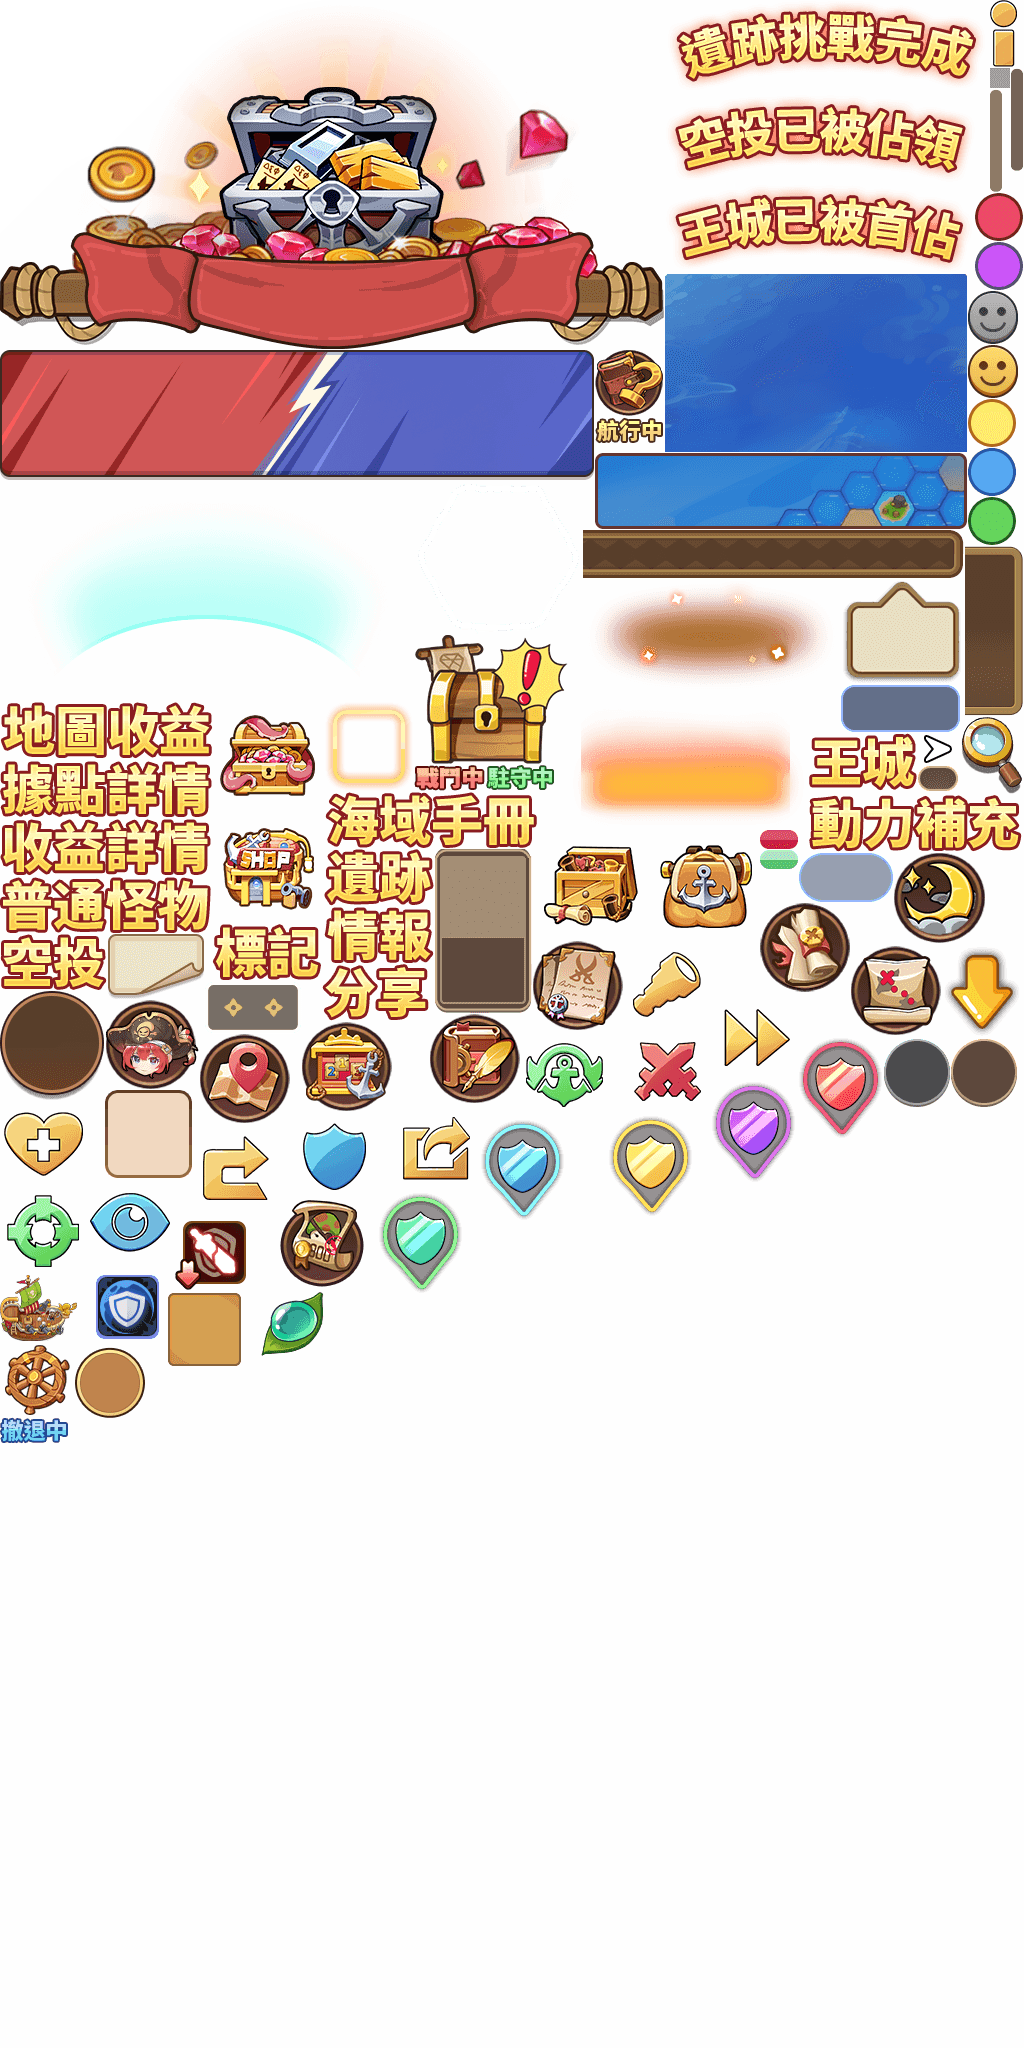 遺跡挑戰完成
空投已被佔領
王城已被首佔
航行中
戰鬥中
駐守中
地圖收益
據點詳情
收益詳情
普通怪物
空投
SHOP
標記
海域手冊
遺跡
情報
分享
王城
動力補充
撤退中